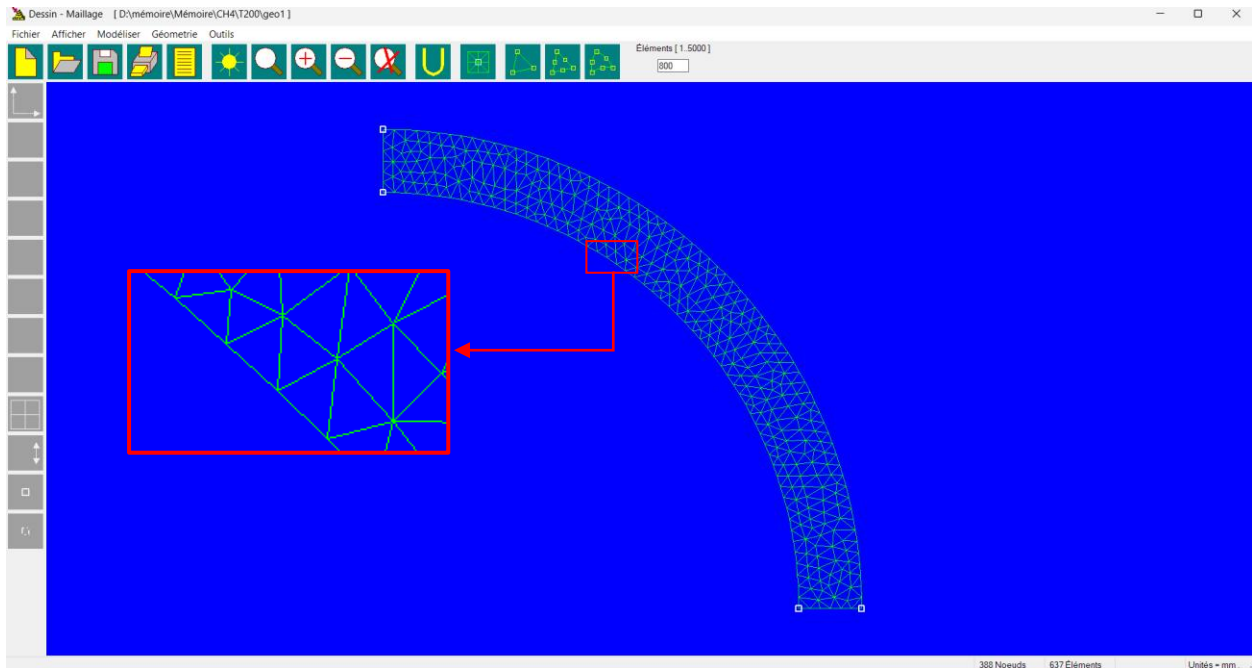 Dessin - Maillage [ D:\mémoire\Mémoire\CH4\T200\geo1 ]
Fichier Afficher Modéliser Géometrie Outils
Éléments [ 1..5000 ]
800
388 Noeuds 637 Éléments Unités = mm